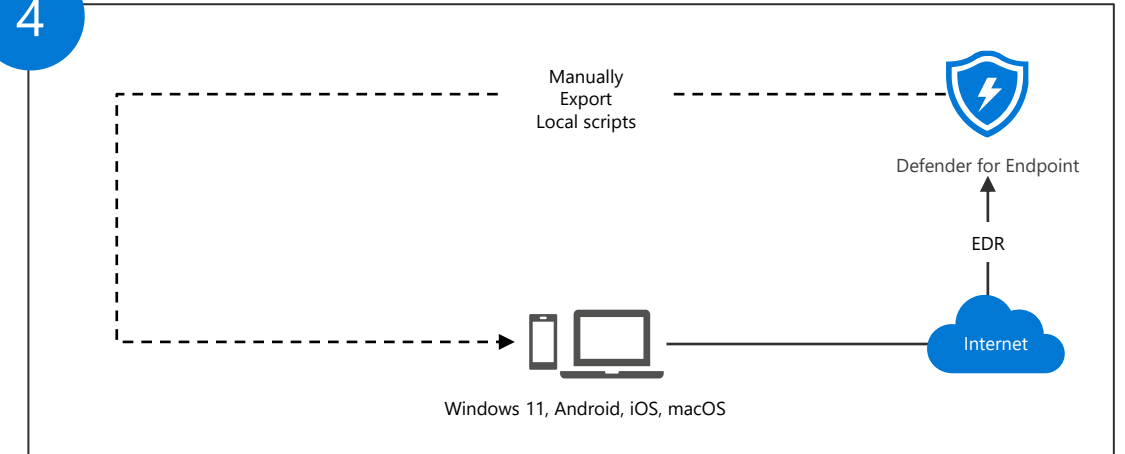 4
Manually
Export
Local scripts
Defender for Endpoint
EDR
Internet
Windows 11, Android, iOS, macOS